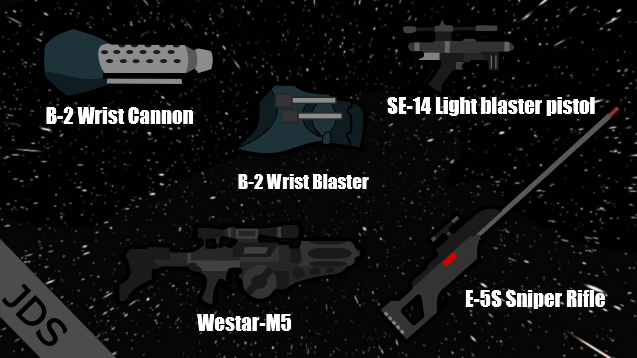 SE-14 Light blaster pistol
B-2 Wrist Cannon
B-2 Wrist Blaster
E-5S Sniper Rifle
Westar-M5
JDS